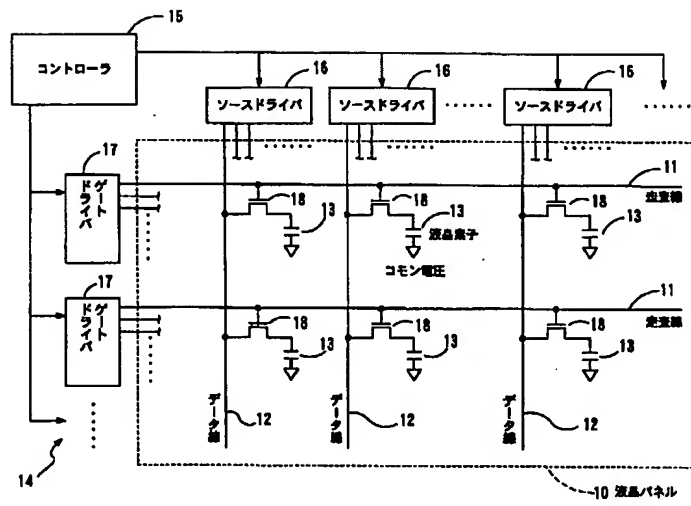 15
コントローラ
16
16
16
ソースドライバ
ソースドライバ
ソースドライバ
17
ゲートドライバ
11
走査線
18
18
18
13
13
13
液晶素子
コモン電圧
17
ゲートドライバ
11
走査線
18
18
18
13
13
13
データ線
データ線
データ線
12
12
12
14
10 液晶パネル